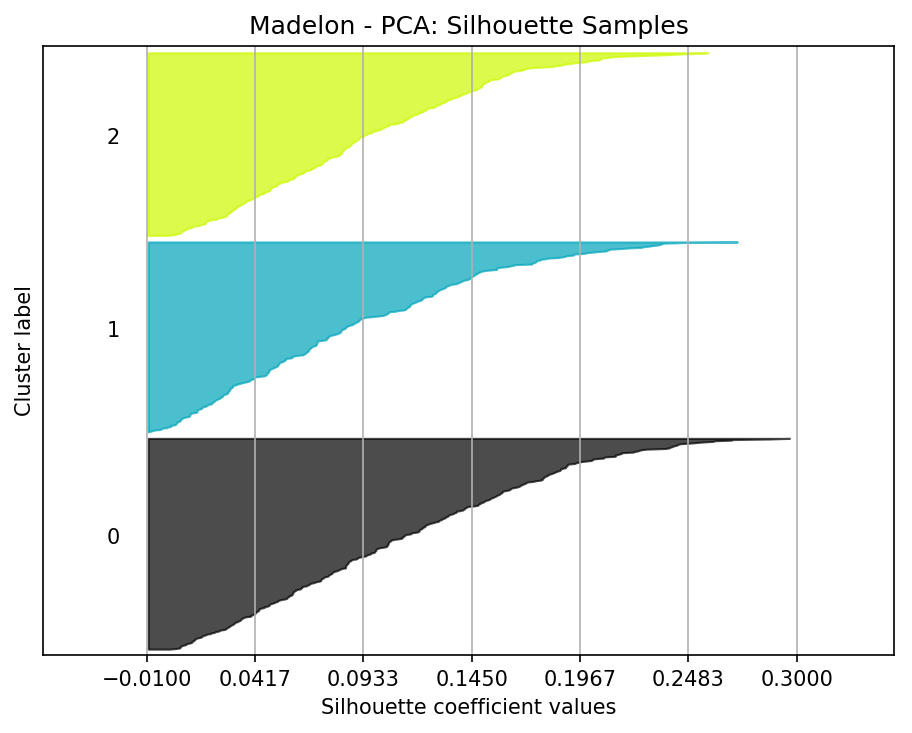 Madelon - PCA: Silhouette Samples
2
1
0
Cluster label
−0.0100 0.0417 0.0933 0.1450 0.1967 0.2483 0.3000
Silhouette coefficient values